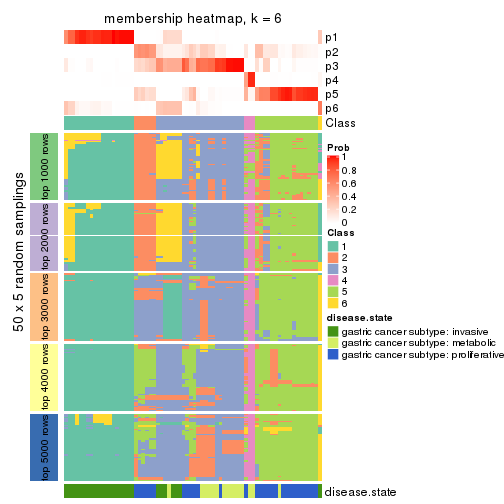 membership heatmap, k = 6
p1
p2
p3
p4
p5
p6
Class
50 x 5 random samplings
top 1000 rows
top 2000 rows
top 3000 rows
top 4000 rows
top 5000 rows
Prob
1
0.8
0.6
0.4
0.2
0
Class
1
2
3
4
5
6
disease.state
gastric cancer subtype: invasive
gastric cancer subtype: metabolic
gastric cancer subtype: proliferative
disease.state